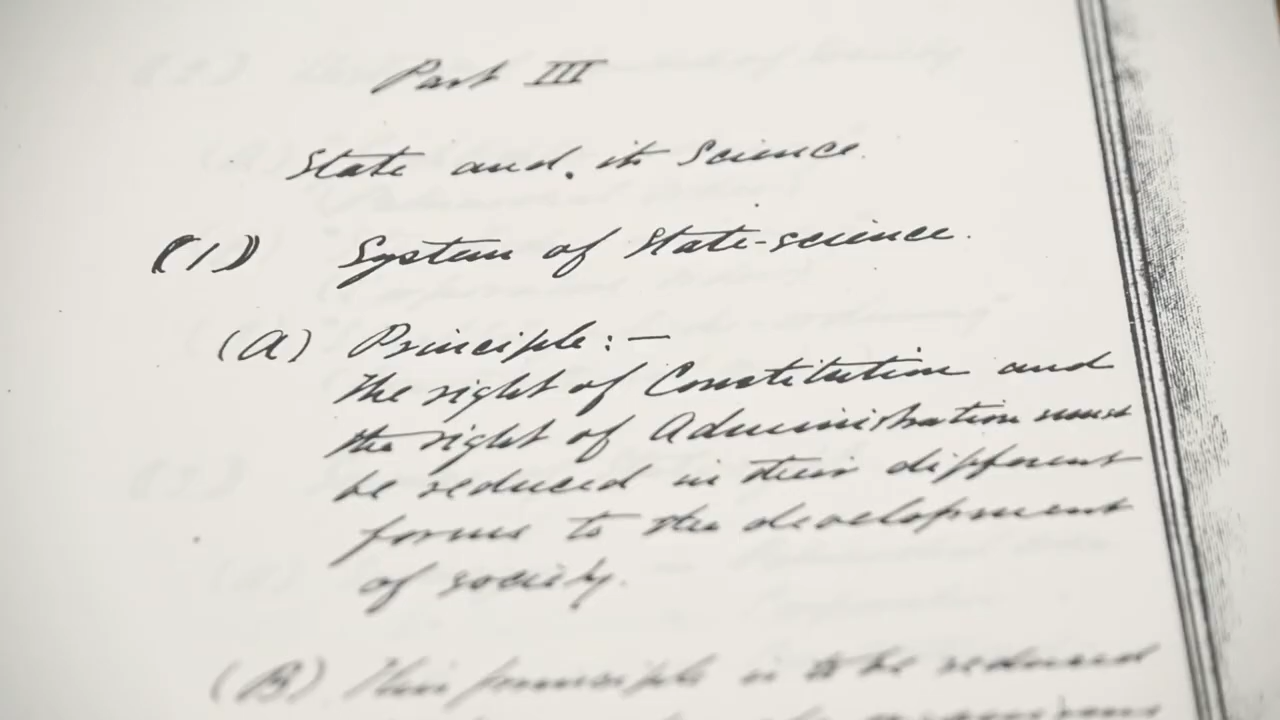 Part III
State and. its Science.
(1) System of State-science.
(A) Principle:—
the right of Constitution and
the right of Administration must
be reduced in their different
forms to the development
of society.
(B) This principle is to be reduced